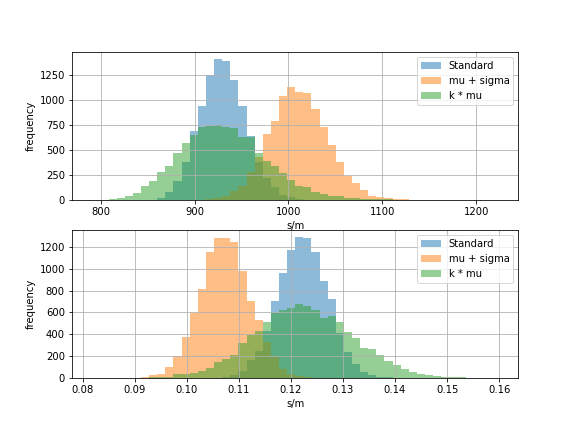 1250
1000
750
500
250
0
frequency
Standard
mu + sigma
k * mu
800 900 1000 1100 1200
s/m
1200
1000
800
600
400
200
0
frequency
Standard
mu + sigma
k * mu
0.08 0.09 0.10 0.11 0.12 0.13 0.14 0.15 0.16
s/m